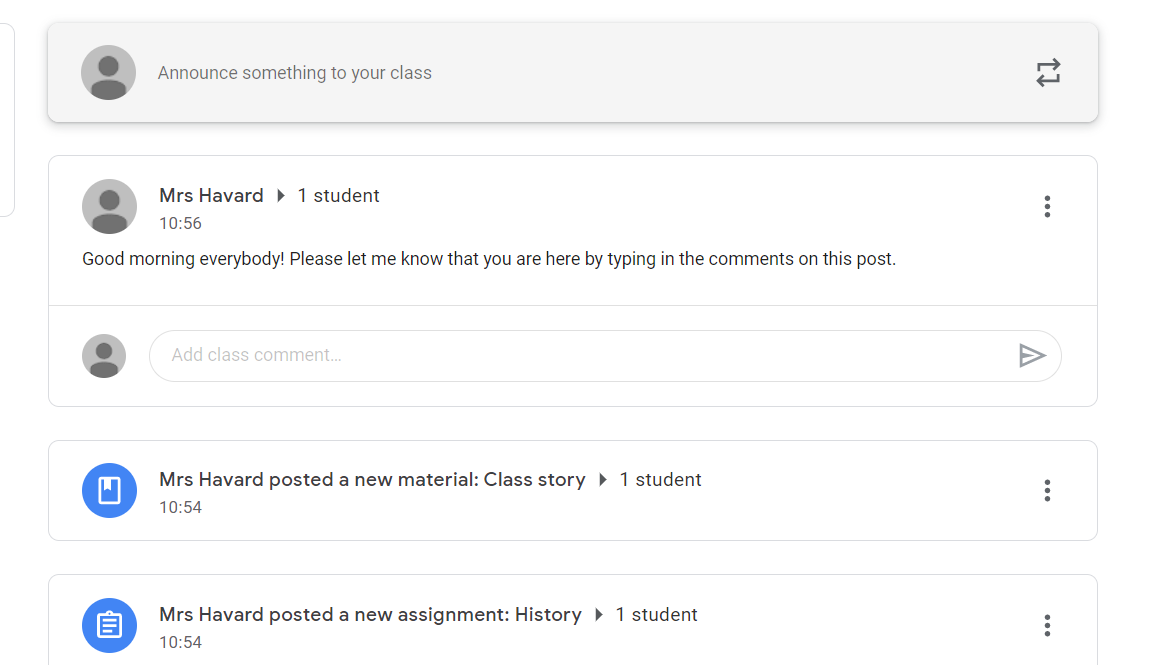 Announce something to your class
Mrs Havard 1 student
10:56
Good morning everybody! Please let me know that you are here by typing in the comments on this post.
Add class comment...
Mrs Havard posted a new material: Class story 1 student
10:54
Mrs Havard posted a new assignment: History 1 student
10:54